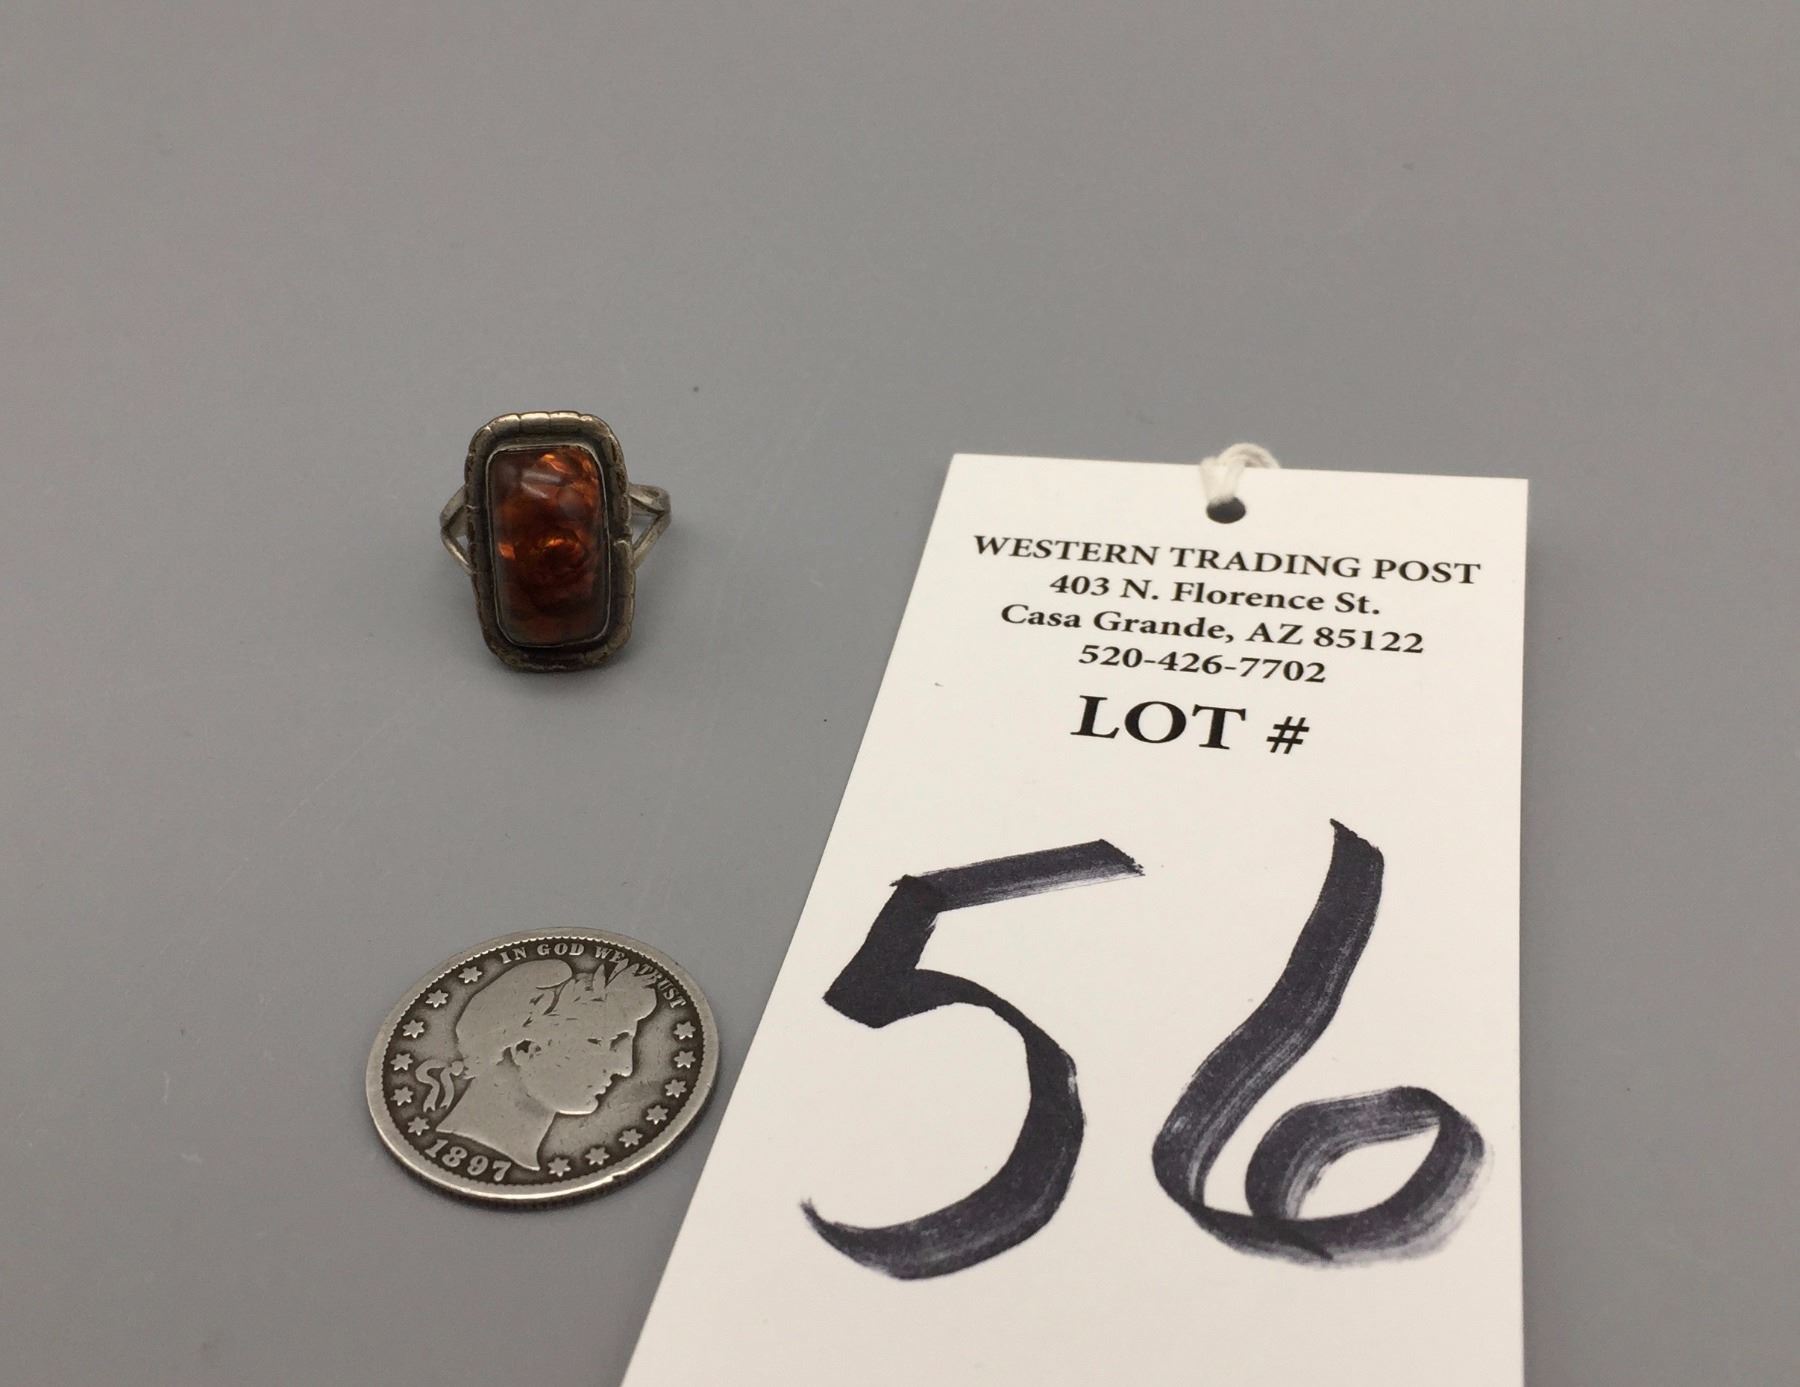 WESTERN TRADING POST
403 N. Florence St.
Casa Grande, AZ 85122
520-426-7702
LOT #
56
IN GOD WE TRUST
1897